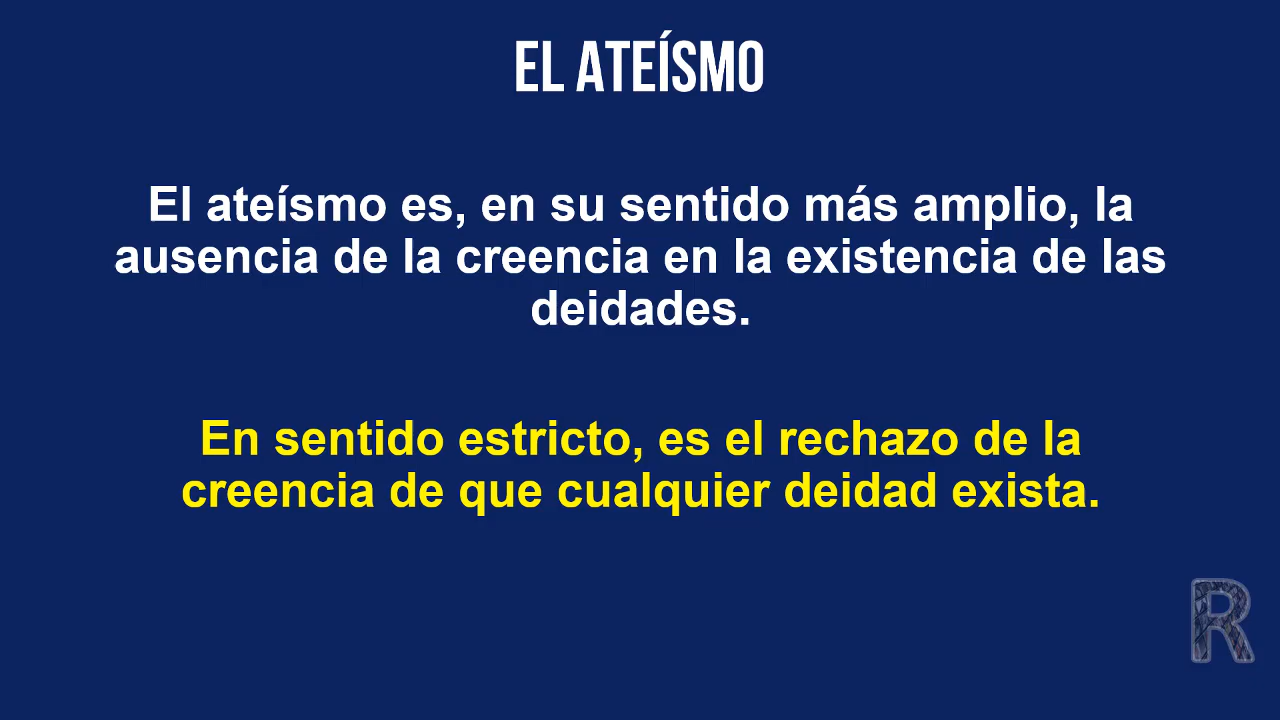 EL ATEÍSMO
El ateísmo es, en su sentido más amplio, la
ausencia de la creencia en la existencia de las
deidades.
En sentido estricto, es el rechazo de la
creencia de que cualquier deidad exista.
R